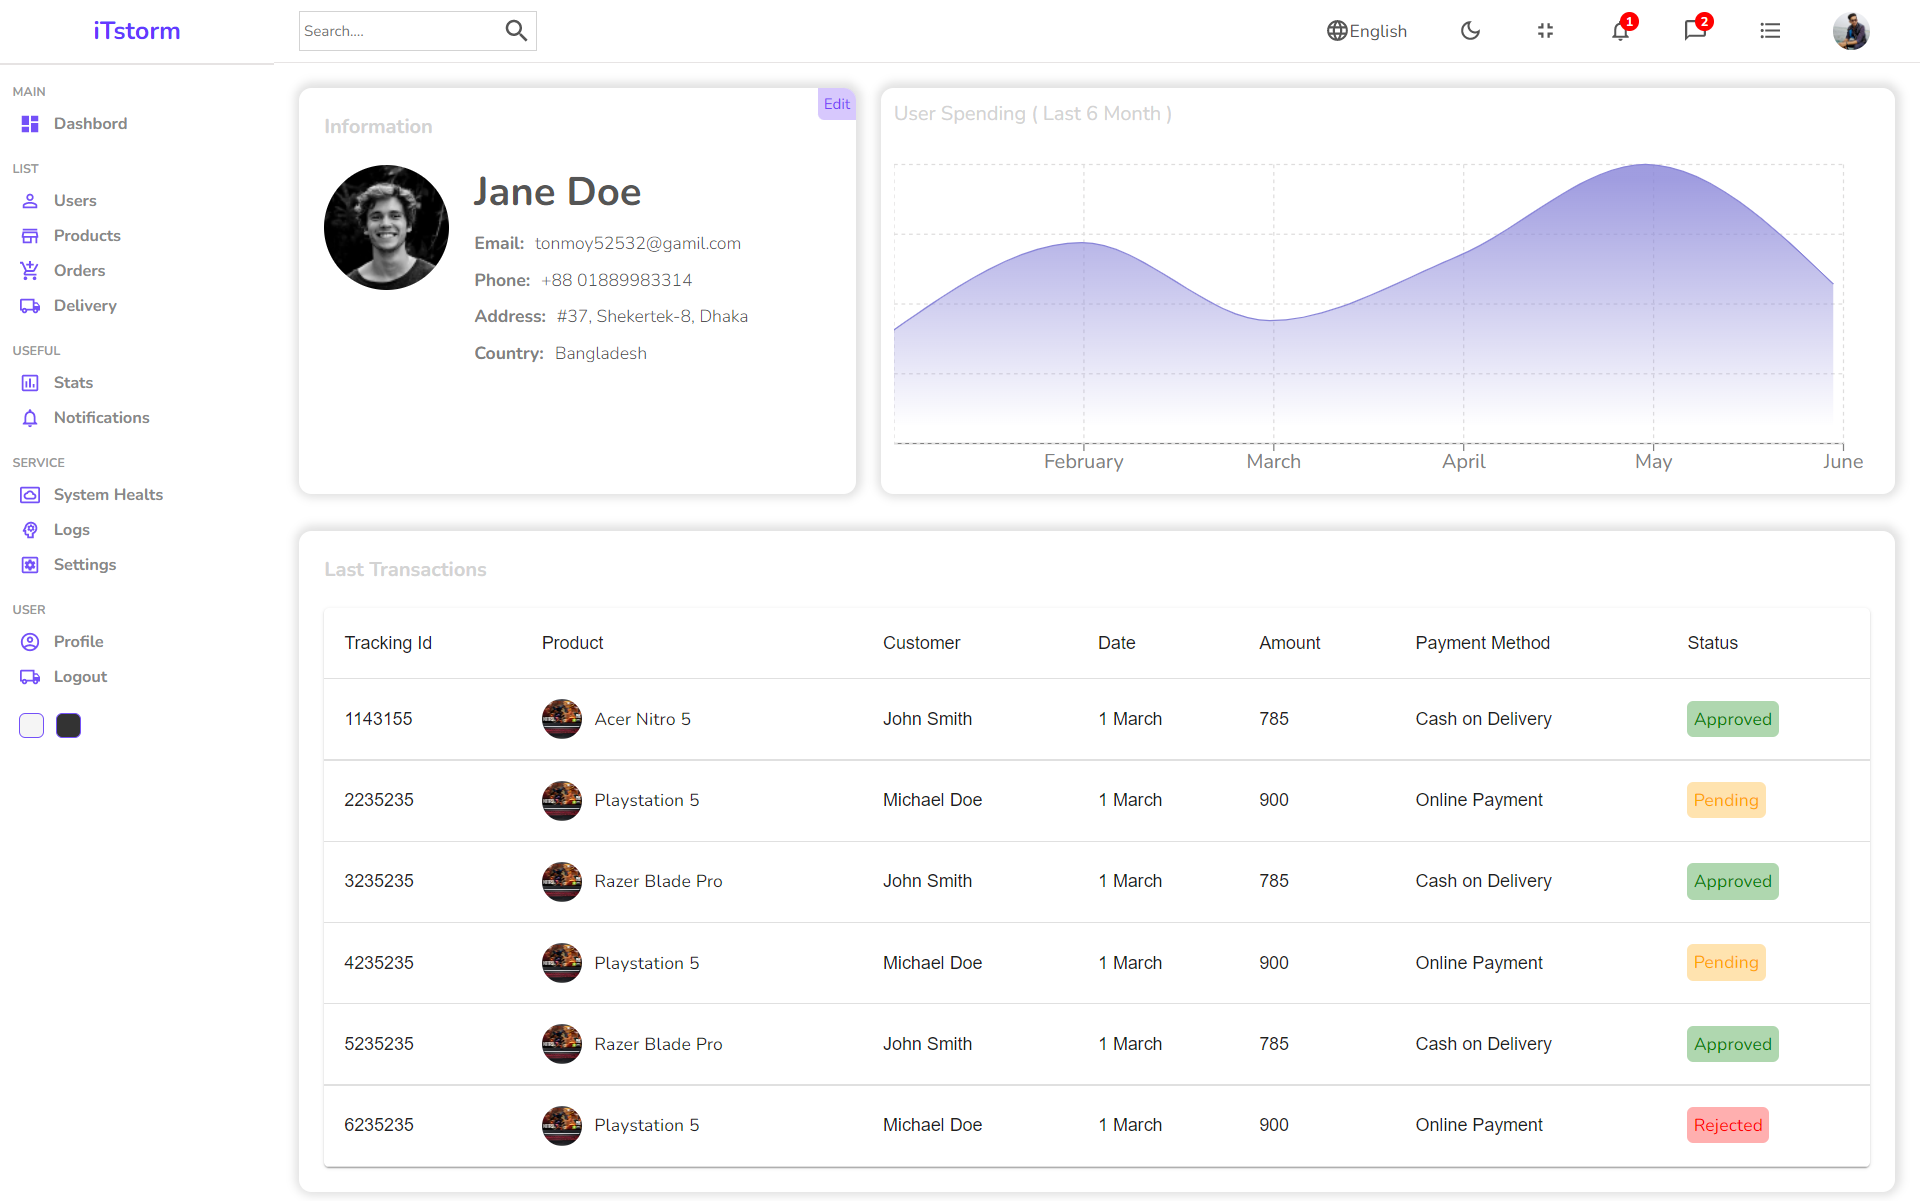 iTstorm
Search....
English
1
2
MAIN
Dashbord
LIST
Users
Products
Orders
Delivery
USEFUL
Stats
Notifications
SERVICE
System Healts
Logs
Settings
USER
Profile
Logout
Edit
Information
Jane Doe
Email: tonmoy52532@gamil.com
Phone: +88 01889983314
Address: #37, Shekertek-8, Dhaka
Country: Bangladesh
User Spending ( Last 6 Month )
February March April May June
Last Transactions
Tracking Id Product Customer Date Amount Payment Method Status
1143155 Acer Nitro 5 John Smith 1 March 785 Cash on Delivery Approved
2235235 Playstation 5 Michael Doe 1 March 900 Online Payment Pending
3235235 Razer Blade Pro John Smith 1 March 785 Cash on Delivery Approved
4235235 Playstation 5 Michael Doe 1 March 900 Online Payment Pending
5235235 Razer Blade Pro John Smith 1 March 785 Cash on Delivery Approved
6235235 Playstation 5 Michael Doe 1 March 900 Online Payment Rejected